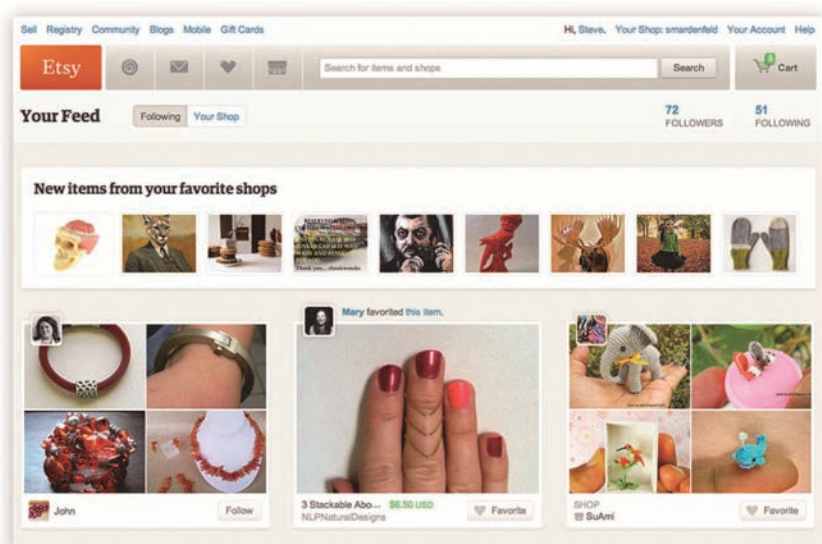 Sell Registry Community Blogs Mobile Gift Cards
Hi, Steve. Your Shop: smardenfeld Your Account Help
Etsy
Search for items and shops
Search
Cart
Your Feed
Following
Your Shop
72
FOLLOWERS
51
FOLLOWING
New items from your favorite shops
Thank you...
Mary favorited this item.
John
Follow
3 Stackable Abo... $6.50 USD
NLPNaturalDesigns
Favorite
SHOP
SuAmi
Favorite